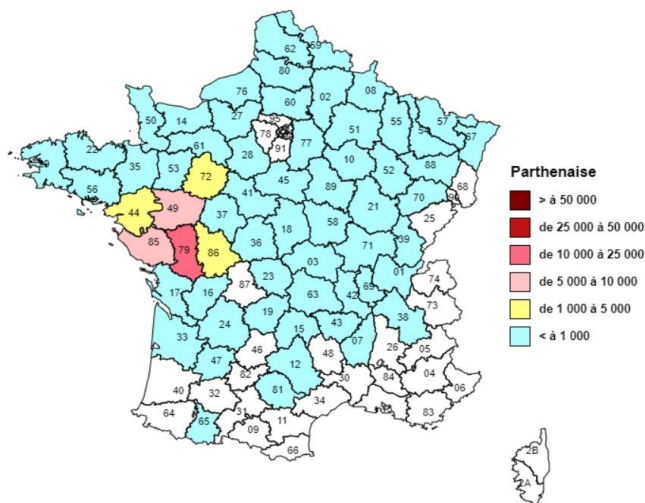 62 59
80
76 02 08
60
50 14 27 95 55 57
78 51 54 67
61 91 77
22 29 35 53 28 10 52 88
72 68
56 45 89 70 90
41 21 25
44 49 37 18 58
85 79 86 36 71 39
03 01 74
17 16 87 23 63 42 69 73
19 38
24 15 43
33 46 48 07 26 05
47 12 04
82 30 84 06
40 32 81 34 13 83
64 31 11
65 09 66
2B
2A
Parthenaise
> à 50 000
de 25 000 à 50 000
de 10 000 à 25 000
de 5 000 à 10 000
de 1 000 à 5 000
< à 1 000